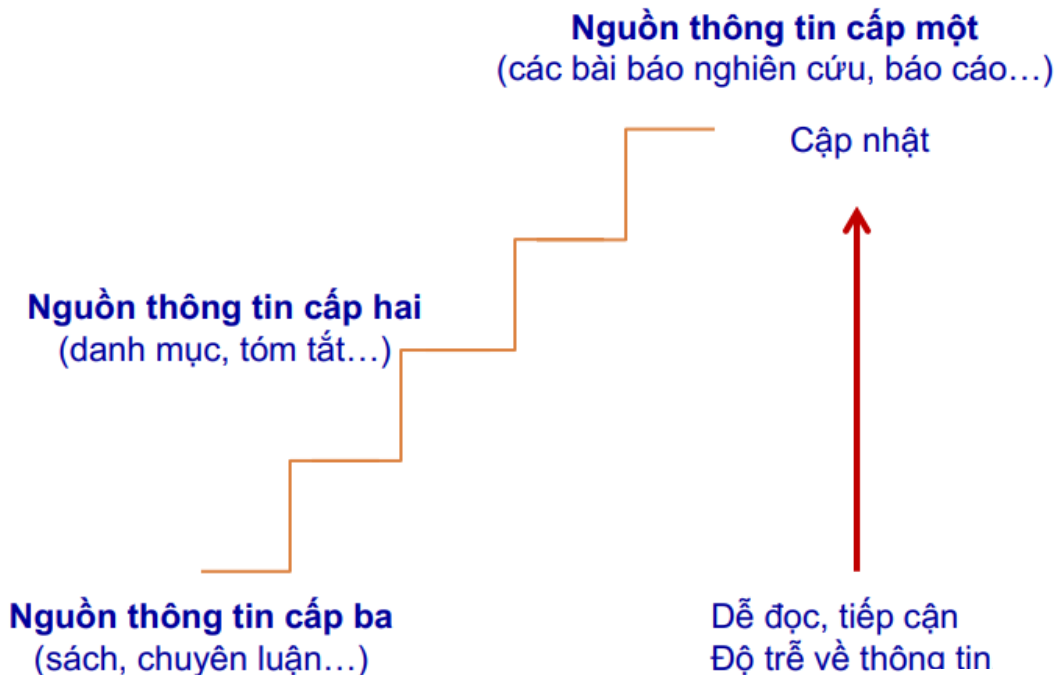 Nguồn thông tin cấp một
(các bài báo nghiên cứu, báo cáo…)
Cập nhật
Nguồn thông tin cấp hai
(danh mục, tóm tắt…)
Nguồn thông tin cấp ba
(sách, chuyên luận…)
Dễ đọc, tiếp cận
Độ trễ về thông tin